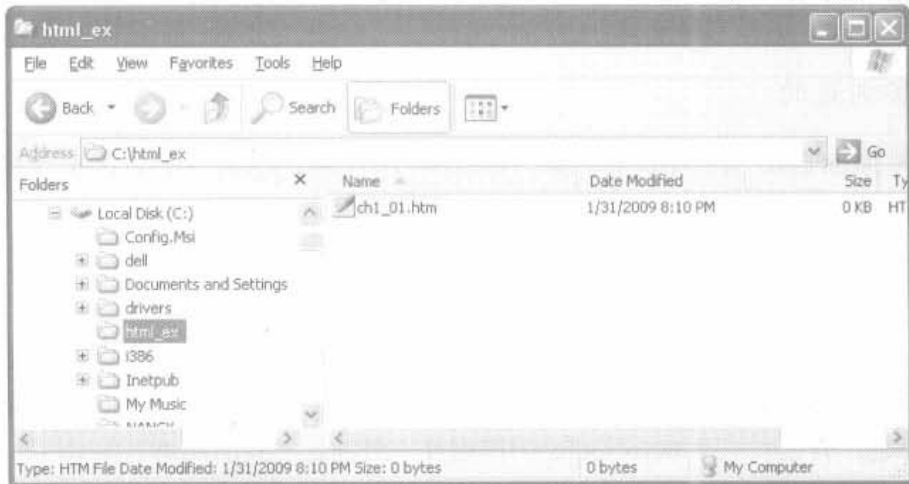 html_ex
File Edit View Favorites Tools Help
Back Search Folders
Address C:\html_ex Go
Folders × Name Date Modified Size Ty
Local Disk (C:) ch1_01.htm 1/31/2009 8:10 PM 0 KB HT
Config.Msi
dell
Documents and Settings
drivers
html_ex
i386
Inetpub
My Music
Type: HTM File Date Modified: 1/31/2009 8:10 PM Size: 0 bytes 0 bytes My Computer